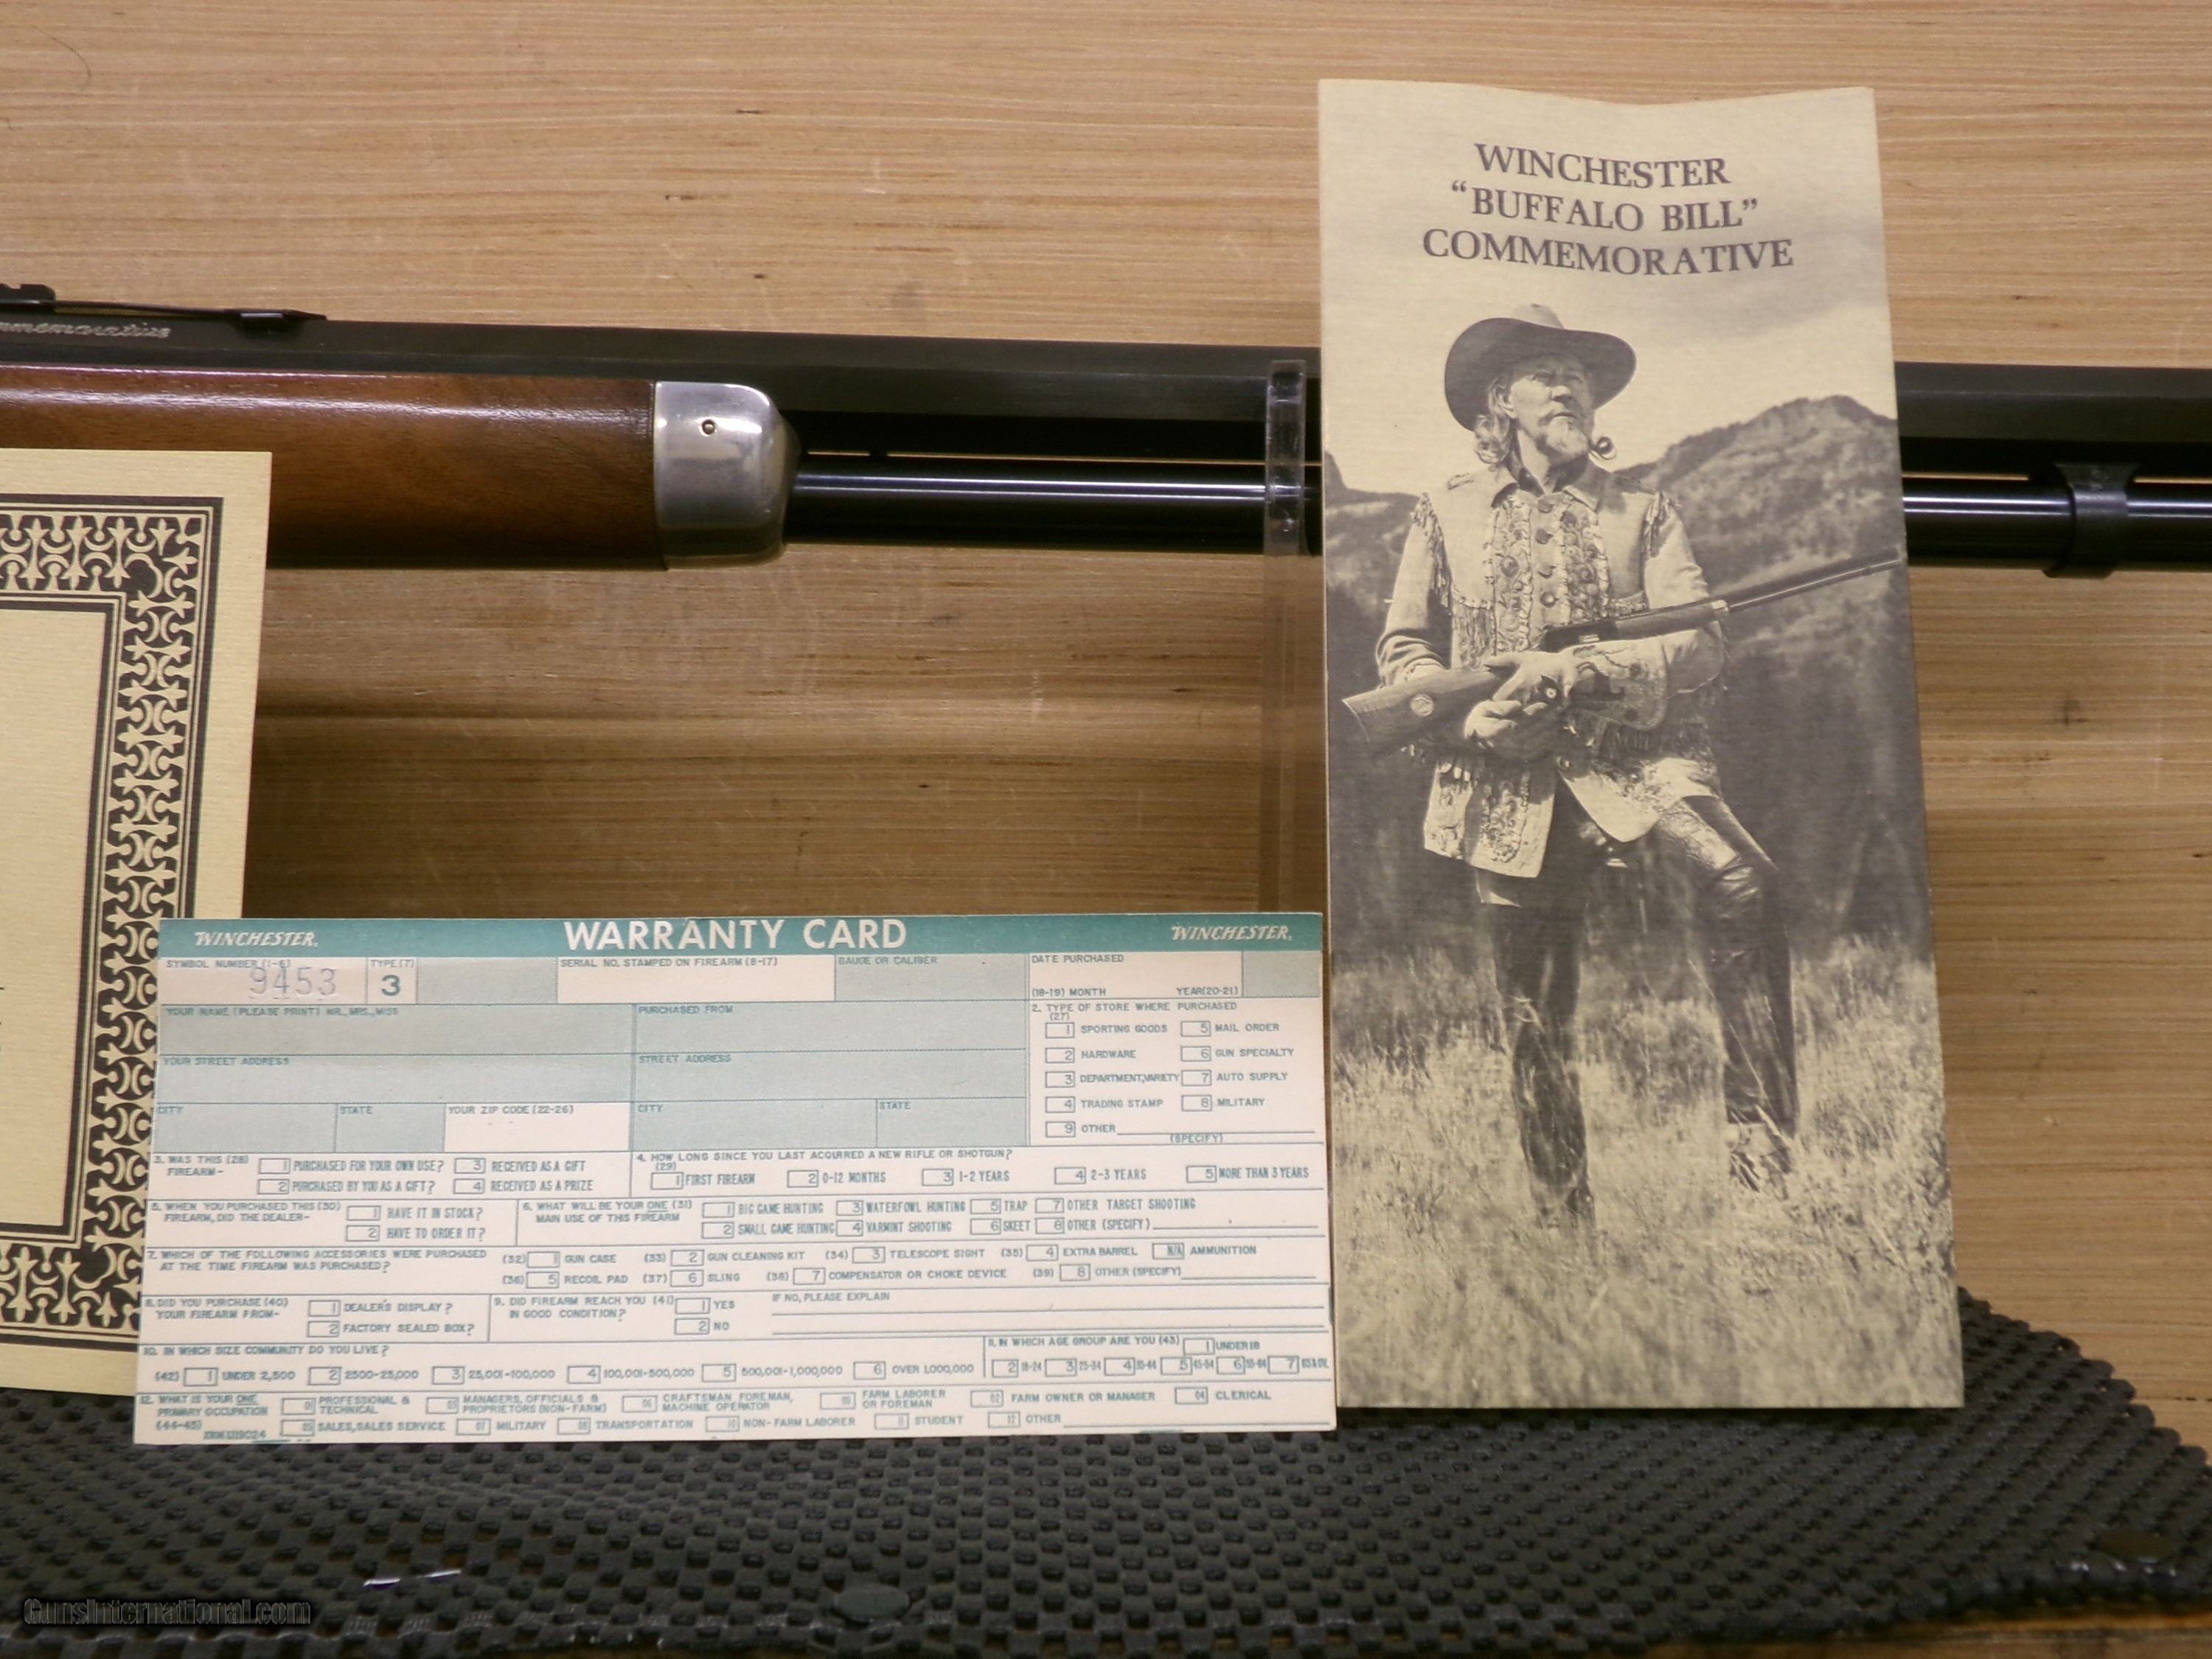 WINCHESTER
“BUFFALO BILL”
COMMEMORATIVE
mmemorative
WINCHESTER. WARRANTY CARD WINCHESTER.
SYMBOL NUMBER (1-6) TYPE (7) SERIAL NO. STAMPED ON FIREARM (8-17) GAUGE OR CALIBER DATE PURCHASED
9453 3
(18-19) MONTH YEAR (20-21)
YOUR NAME (PLEASE PRINT) MR., MRS., MISS PURCHASED FROM
YOUR STREET ADDRESS STREET ADDRESS
CITY STATE YOUR ZIP CODE (22-26) CITY STATE
2. TYPE OF STORE WHERE PURCHASED
(27)
1 SPORTING GOODS 5 MAIL ORDER
2 HARDWARE 6 GUN SPECIALTY
3 DEPARTMENT, VARIETY 7 AUTO SUPPLY
4 TRADING STAMP 8 MILITARY
9 OTHER
(SPECIFY)
3. WAS THIS (28) FIREARM- 1 PURCHASED FOR YOUR OWN USE? 3 RECEIVED AS A GIFT
2 PURCHASED BY YOU AS A GIFT? 4 RECEIVED AS A PRIZE
4. HOW LONG SINCE YOU LAST ACQUIRED A NEW RIFLE OR SHOTGUN?
(29) 1 FIRST FIREARM 2 0-12 MONTHS 3 1-2 YEARS 4 2-3 YEARS 5 MORE THAN 3 YEARS
5. WHEN YOU PURCHASED THIS (30) FIREARM, DID THE DEALER- 1 HAVE IT IN STOCK?
2 HAVE TO ORDER IT?
6. WHAT WILL BE YOUR ONE (31) MAIN USE OF THIS FIREARM 1 BIG GAME HUNTING 3 WATERFOWL HUNTING 5 TRAP 7 OTHER TARGET SHOOTING
2 SMALL GAME HUNTING 4 VARMINT SHOOTING 6 SKEET 8 OTHER (SPECIFY)
7. WHICH OF THE FOLLOWING ACCESSORIES WERE PURCHASED (32) 1 GUN CASE (33) 2 GUN CLEANING KIT (34) 3 TELESCOPE SIGHT (35) 4 EXTRA BARREL N/A AMMUNITION
AT THE TIME FIREARM WAS PURCHASED? (36) 5 RECOIL PAD (37) 6 SLING (38) 7 COMPENSATOR OR CHOKE DEVICE (39) 8 OTHER (SPECIFY)
8. DID YOU PURCHASE (40) YOUR FIREARM FROM- 1 DEALER'S DISPLAY?
2 FACTORY SEALED BOX?
9. DID FIREARM REACH YOU (41) IN GOOD CONDITION? 1 YES IF NO, PLEASE EXPLAIN
2 NO
10. IN WHICH SIZE COMMUNITY DO YOU LIVE?
(42) 1 UNDER 2,500 2 2500-25,000 3 25,001-100,000 4 100,001-500,000 5 500,001-1,000,000 6 OVER 1,000,000
11. IN WHICH AGE GROUP ARE YOU (43) 1 UNDER 18
2 18-24 3 25-34 4 35-44 5 45-54 6 55-64 7
12. WHAT IS YOUR ONE PRIMARY OCCUPATION (44-45)
PROFESSIONAL & TECHNICAL MANAGERS, OFFICIALS & PROPRIETORS (NON-FARM) CRAFTSMAN, FOREMAN, MACHINE OPERATOR FARM LABORER OR FOREMAN FARM OWNER OR MANAGER CLERICAL
SALES, SALES SERVICE MILITARY TRANSPORTATION NON-FARM LABORER STUDENT OTHER
GunsInternational.com